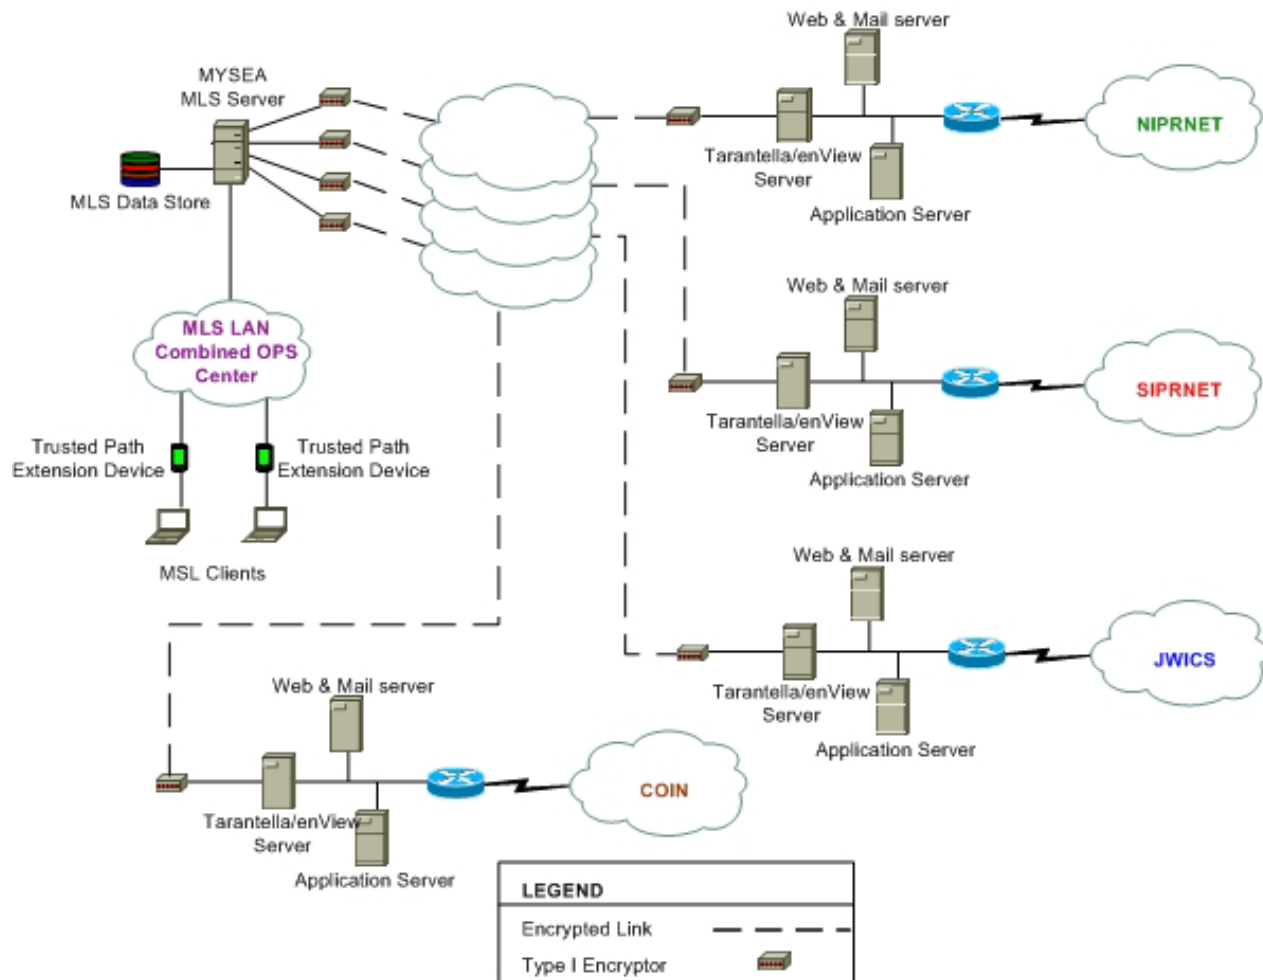 Web & Mail server
MYSEA
MLS Server
NIPRNET
Tarantella/enView
Server
MLS Data Store
Application Server
Web & Mail server
MLS LAN
Combined OPS
Center
SIPRNET
Tarantella/enView
Server
Trusted Path
Extension Device
Trusted Path
Extension Device
Application Server
Web & Mail server
MSL Clients
JWICS
Tarantella/enView
Server
Web & Mail server
Application Server
COIN
Tarantella/enView
Server
Application Server
LEGEND
Encrypted Link
Type I Encryptor